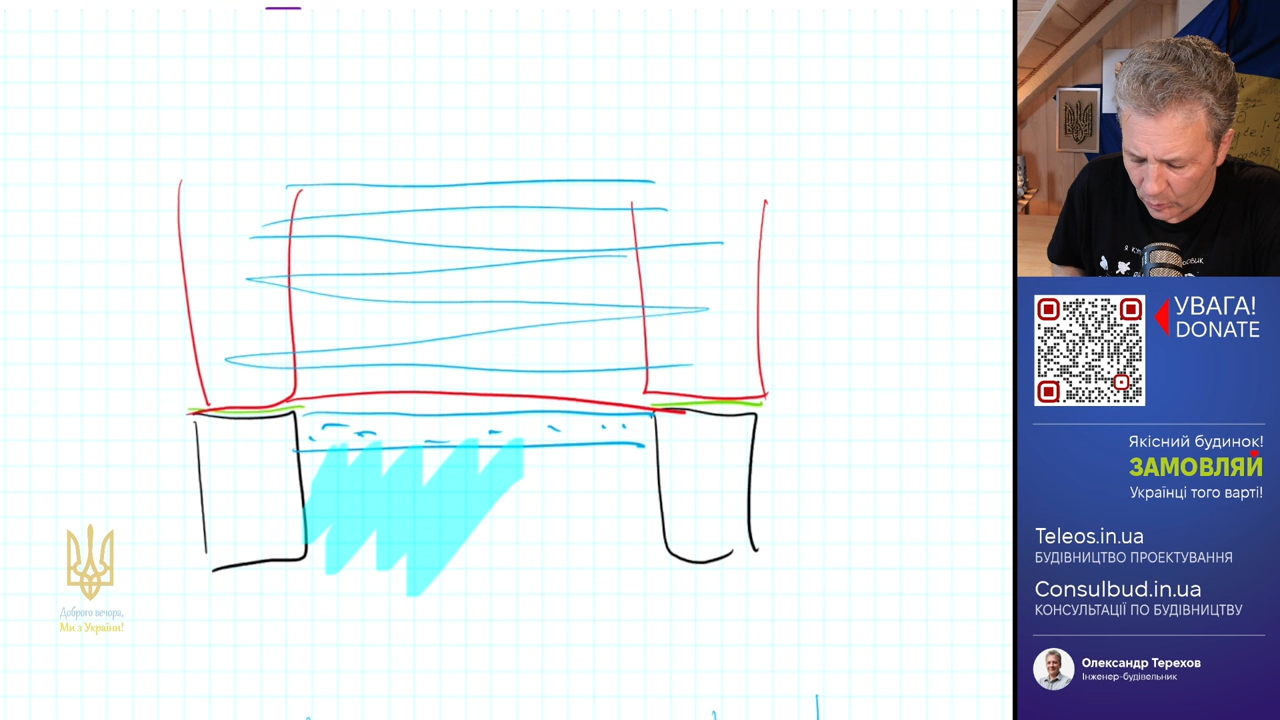 УВАГА!
DONATE
Якісний будинок!
ЗАМОВЛЯЙ
Українці того варті!
Teleos.in.ua
БУДІВНИЦТВО ПРОЕКТУВАННЯ
Consulbud.in.ua
КОНСУЛЬТАЦІЇ ПО БУДІВНИЦТВУ
Олександр Терехов
Інженер-будівельник
Доброго вечора,
Ми з України!